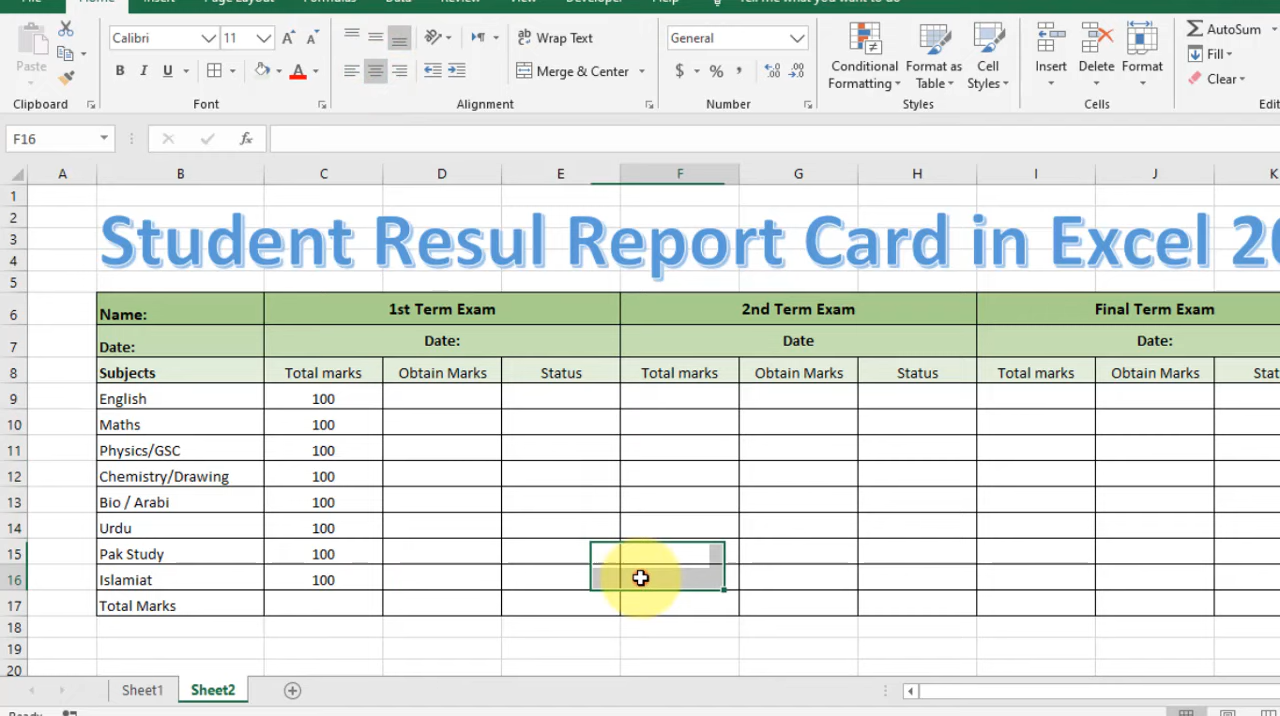 File Home Insert Page Layout Formulas Data Review View Developer Help Tell me what you want to do
Calibri 11 Wrap Text General AutoSum
Paste B I U Merge & Center $ % , Conditional Formatting Format as Table Cell Styles Insert Delete Format Fill
Clear
Clipboard Font Alignment Number Styles Cells
F16 fx
A B C D E F G H I J K
1
2
3
4
5
Student Resul Report Card in Excel
6 Name: 1st Term Exam 2nd Term Exam Final Term Exam
7 Date: Date: Date Date:
8 Subjects Total marks Obtain Marks Status Total marks Obtain Marks Status Total marks Obtain Marks
9 English 100
10 Maths 100
11 Physics/GSC 100
12 Chemistry/Drawing 100
13 Bio / Arabi 100
14 Urdu 100
15 Pak Study 100
16 Islamiat 100
17 Total Marks
18
19
20
Sheet1 Sheet2